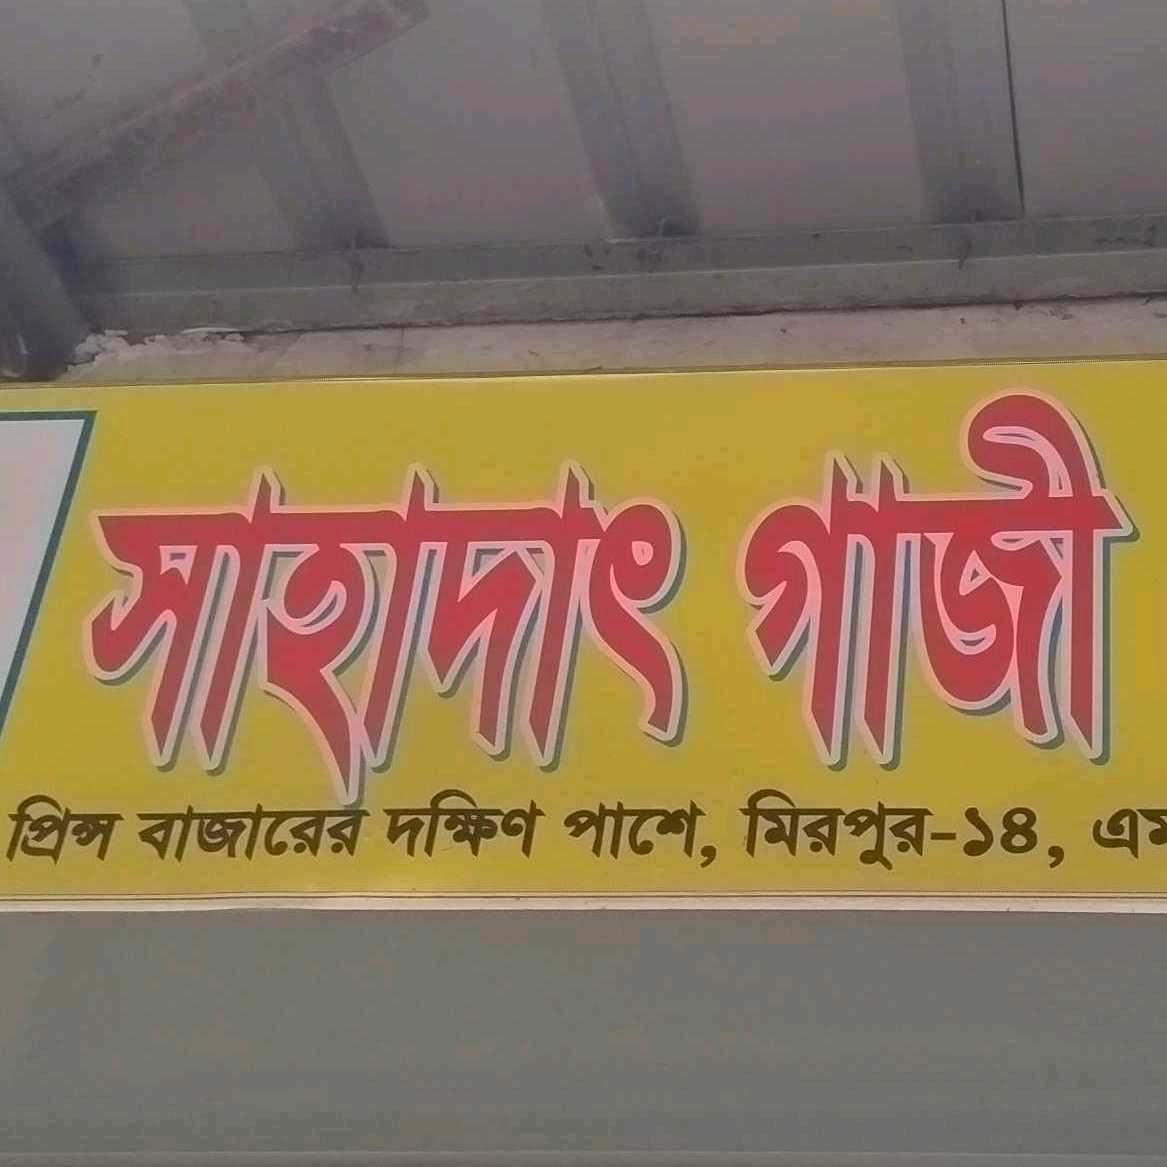 সাহাদাৎ গাজী
প্রিন্স বাজারের দক্ষিণ পাশে, মিরপুর-১৪,